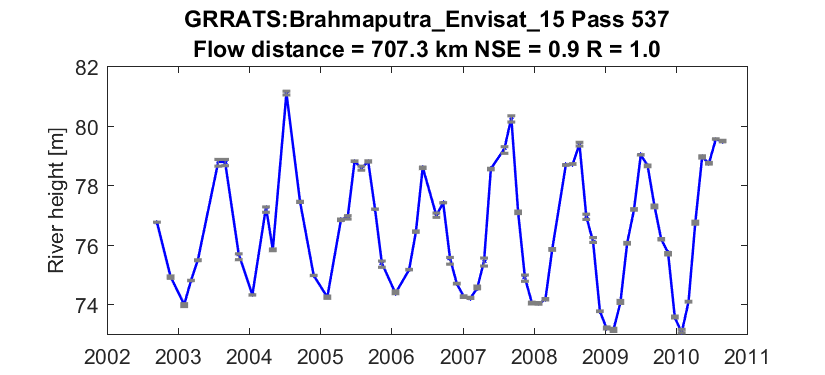 GRRATS:Brahmaputra_Envisat_15 Pass 537
Flow distance = 707.3 km NSE = 0.9 R = 1.0
River height [m]
82
80
78
76
74
2002 2003 2004 2005 2006 2007 2008 2009 2010 2011